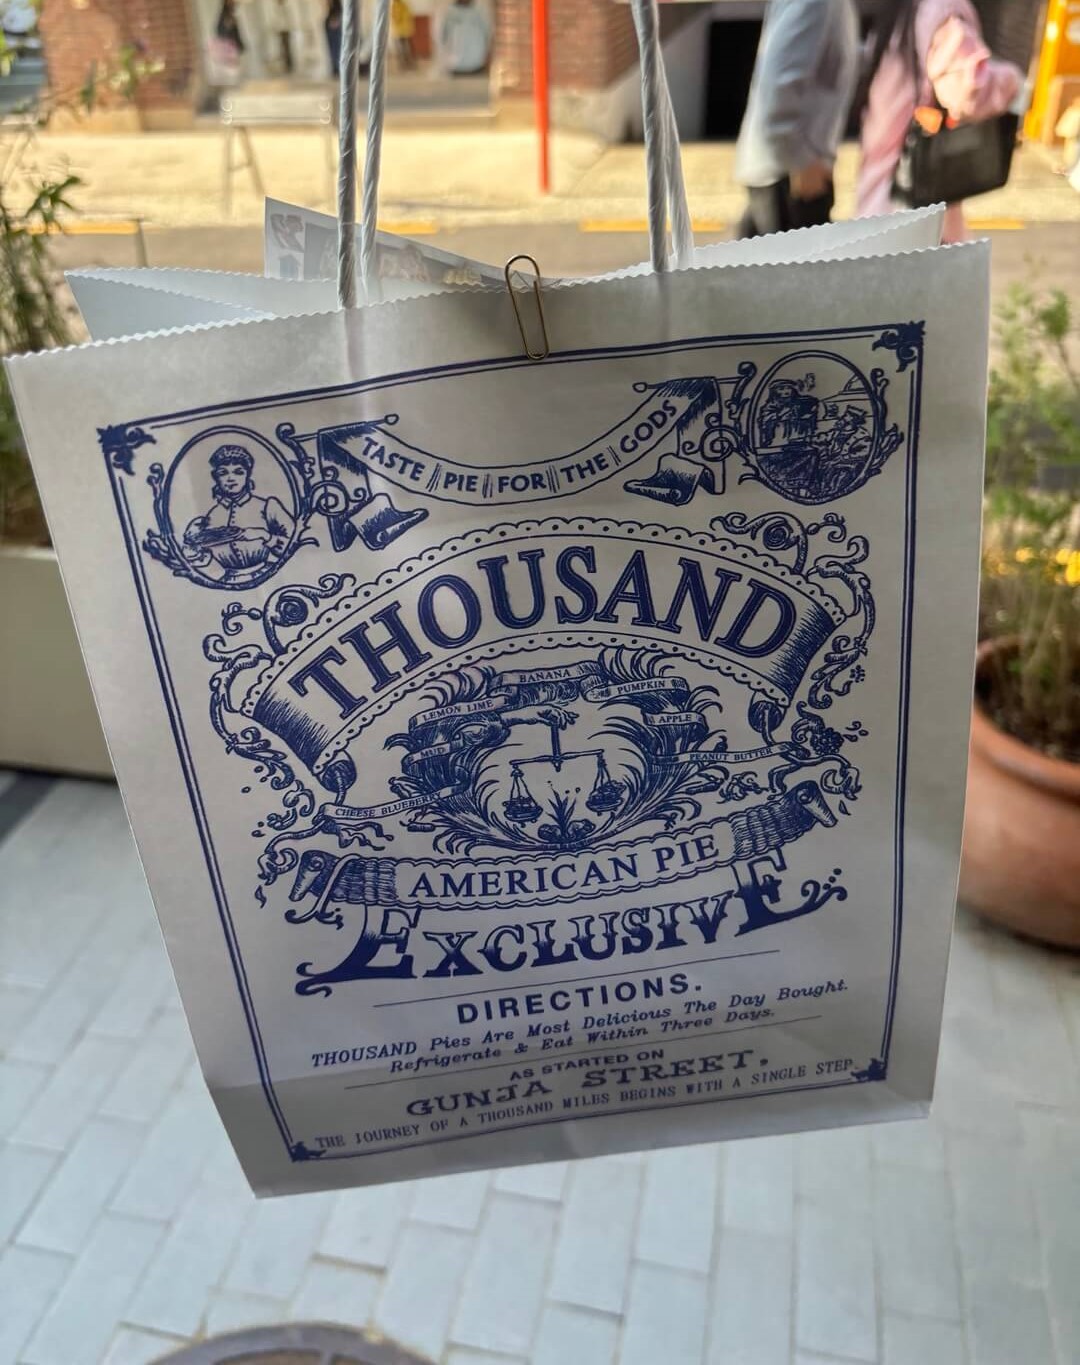 TASTE PIE FOR THE GODS
THOUSAND
BANANA
LEMON LIME
PUMPKIN
MUD
APPLE
CHEESE BLUEBERRY
PEANUT BUTTER
AMERICAN PIE
EXCLUSIVE
DIRECTIONS.
THOUSAND Pies Are Most Delicious The Day Bought.
Refrigerate & Eat Within Three Days.
AS STARTED ON
GUNJA STREET.
THE JOURNEY OF A THOUSAND MILES BEGINS WITH A SINGLE STEP.